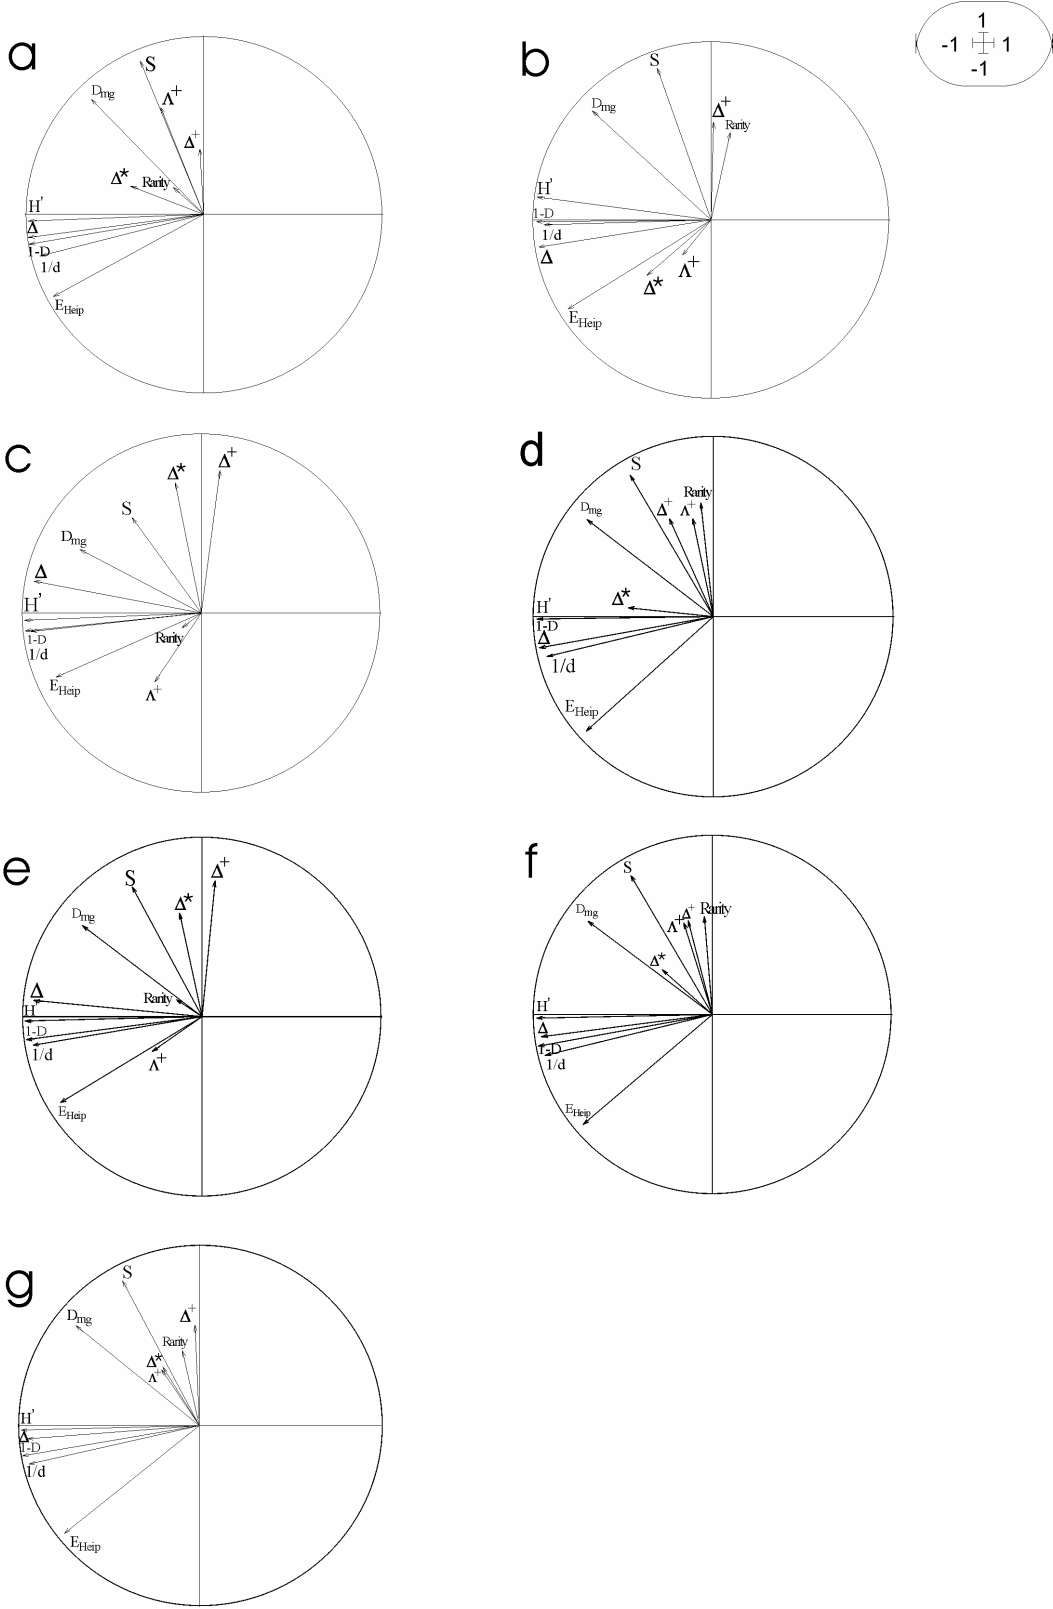 a
S
Dmg
Λ+
Δ+
Δ*
Rarity
H'
Δ
1-D
1/d
EHeip
b
S
Dmg
Δ+
Rarity
H'
1-D
1/d
Δ
Λ+
Δ*
EHeip
1
-1 1
-1
c
Δ+
Δ*
S
Dmg
Δ
H'
1-D
Rarity
1/d
EHeip
Λ+
d
S
Rarity
Dmg
Δ+ Λ+
Δ*
H'
1-D
Δ
1/d
EHeip
e
S
Δ+
Δ*
Dmg
Δ
Rarity
H'
1-D
1/d
Λ+
EHeip
f
S
Dmg
Rarity
Δ+
Λ+
Δ*
H'
Δ
1-D
1/d
EHeip
g
S
Dmg
Δ+
Rarity
Δ*
Λ+
H'
Δ
1-D
1/d
EHeip